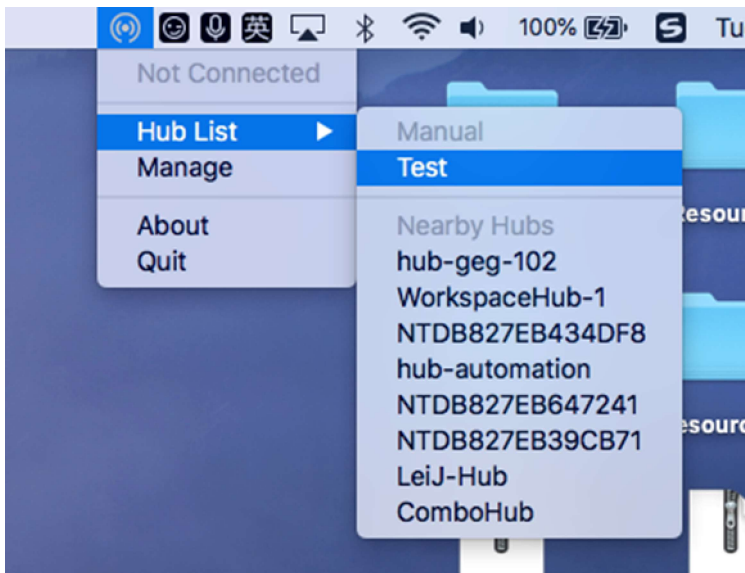 英 100% Tu
Not Connected
Hub List
Manage
About
Quit
Manual
Test
Nearby Hubs
hub-geg-102
WorkspaceHub-1
NTDB827EB434DF8
hub-automation
NTDB827EB647241
NTDB827EB39CB71
LeiJ-Hub
ComboHub
esour
esourc